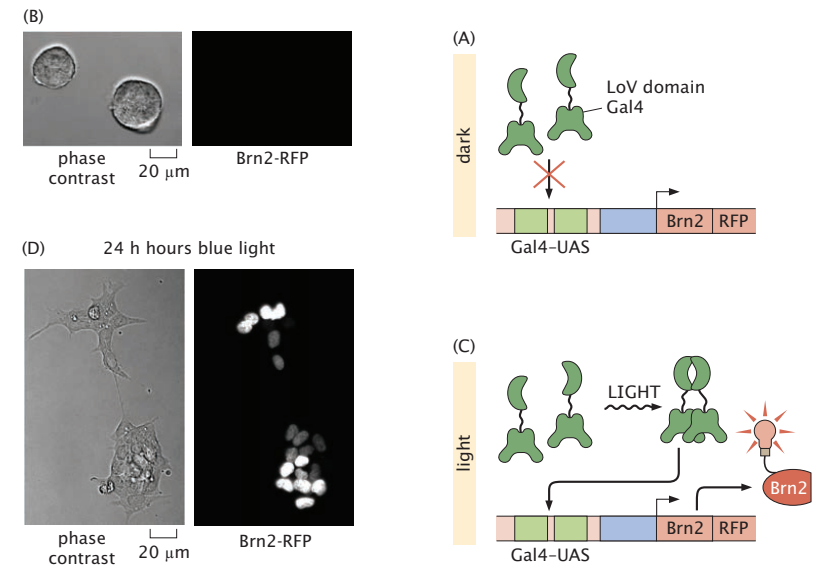 (A)
dark
LoV domain
Gal4
Brn2
RFP
Gal4–UAS
(B)
phase
contrast
20 μm
Brn2-RFP
(C)
light
LIGHT
Brn2
Brn2
RFP
Gal4–UAS
(D)
24 h hours blue light
phase
contrast
20 μm
Brn2-RFP